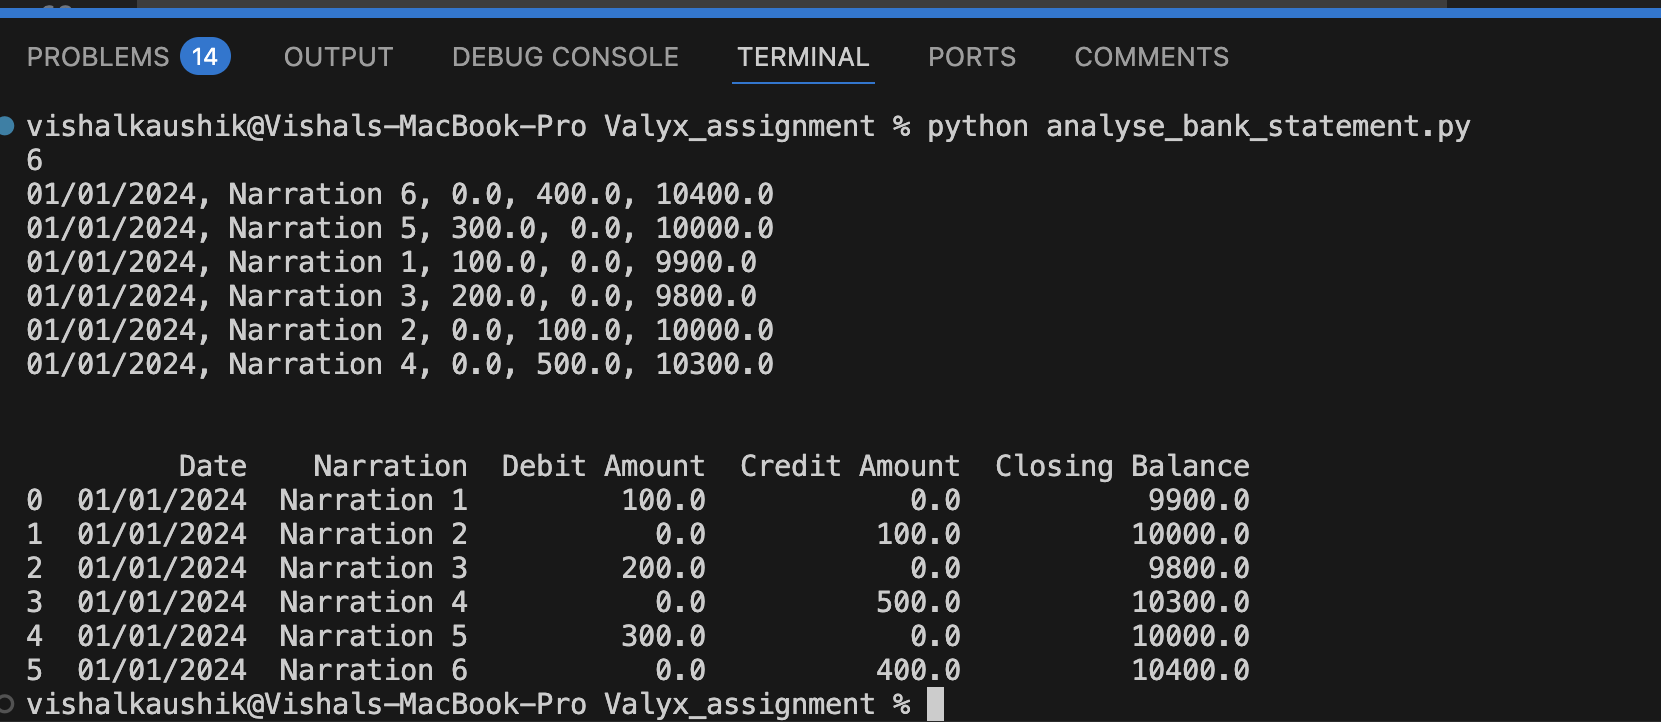 PROBLEMS 14 OUTPUT DEBUG CONSOLE TERMINAL PORTS COMMENTS
vishalkaushik@Vishals-MacBook-Pro Valyx_assignment % python analyse_bank_statement.py
6
01/01/2024, Narration 6, 0.0, 400.0, 10400.0
01/01/2024, Narration 5, 300.0, 0.0, 10000.0
01/01/2024, Narration 1, 100.0, 0.0, 9900.0
01/01/2024, Narration 3, 200.0, 0.0, 9800.0
01/01/2024, Narration 2, 0.0, 100.0, 10000.0
01/01/2024, Narration 4, 0.0, 500.0, 10300.0
Date Narration Debit Amount Credit Amount Closing Balance
0 01/01/2024 Narration 1 100.0 0.0 9900.0
1 01/01/2024 Narration 2 0.0 100.0 10000.0
2 01/01/2024 Narration 3 200.0 0.0 9800.0
3 01/01/2024 Narration 4 0.0 500.0 10300.0
4 01/01/2024 Narration 5 300.0 0.0 10000.0
5 01/01/2024 Narration 6 0.0 400.0 10400.0
vishalkaushik@Vishals-MacBook-Pro Valyx_assignment %